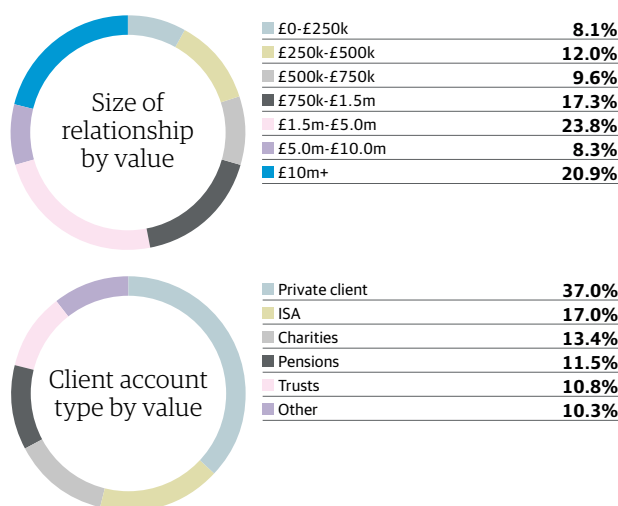 Size of
relationship
by value
£0-£250k 8.1%
£250k-£500k 12.0%
£500k-£750k 9.6%
£750k-£1.5m 17.3%
£1.5m-£5.0m 23.8%
£5.0m-£10.0m 8.3%
£10m+ 20.9%
Client account
type by value
Private client 37.0%
ISA 17.0%
Charities 13.4%
Pensions 11.5%
Trusts 10.8%
Other 10.3%